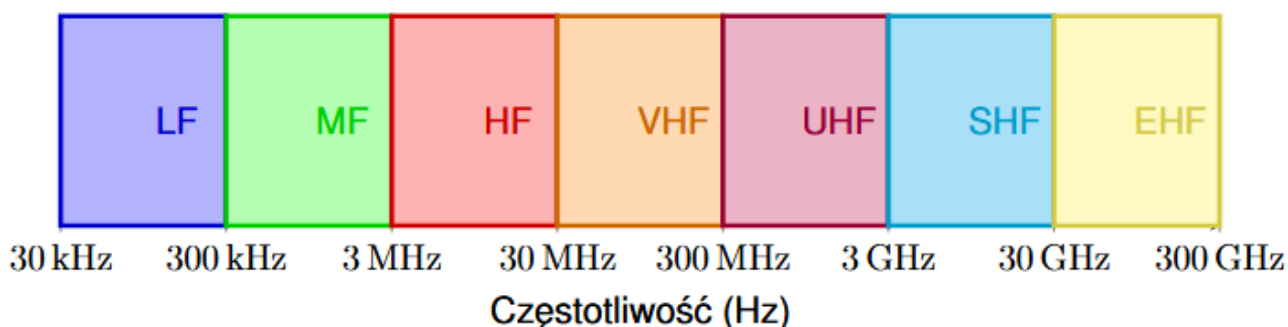 LF MF HF VHF UHF SHF EHF
30 kHz 300 kHz 3 MHz 30 MHz 300 MHz 3 GHz 30 GHz 300 GHz
Częstotliwość (Hz)